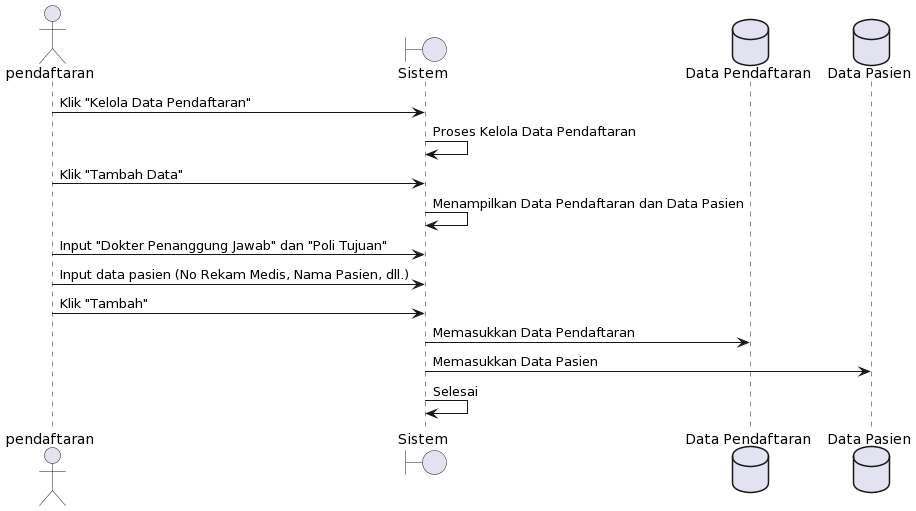 pendaftaran
Sistem
Data Pendaftaran
Data Pasien
Klik "Kelola Data Pendaftaran"
Proses Kelola Data Pendaftaran
Klik "Tambah Data"
Menampilkan Data Pendaftaran dan Data Pasien
Input "Dokter Penanggung Jawab" dan "Poli Tujuan"
Input data pasien (No Rekam Medis, Nama Pasien, dll.)
Klik "Tambah"
Memasukkan Data Pendaftaran
Memasukkan Data Pasien
Selesai
pendaftaran
Sistem
Data Pendaftaran
Data Pasien